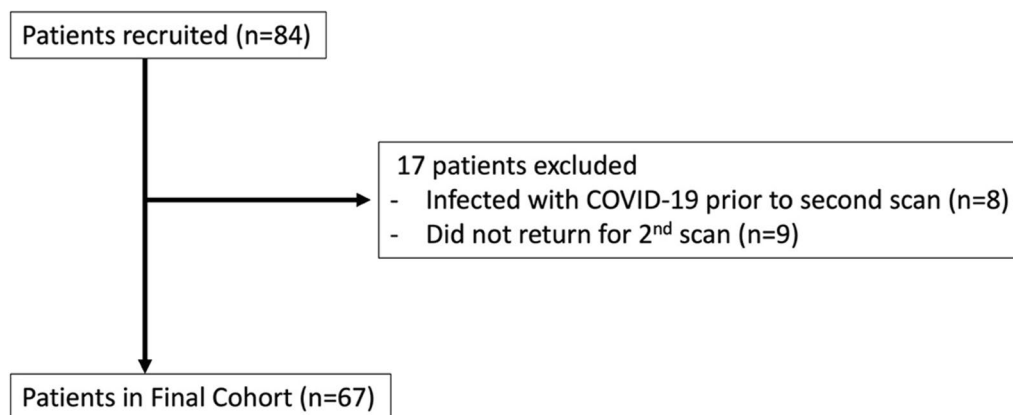 Patients recruited (n=84)
17 patients excluded
- Infected with COVID-19 prior to second scan (n=8)
- Did not return for 2nd scan (n=9)
Patients in Final Cohort (n=67)